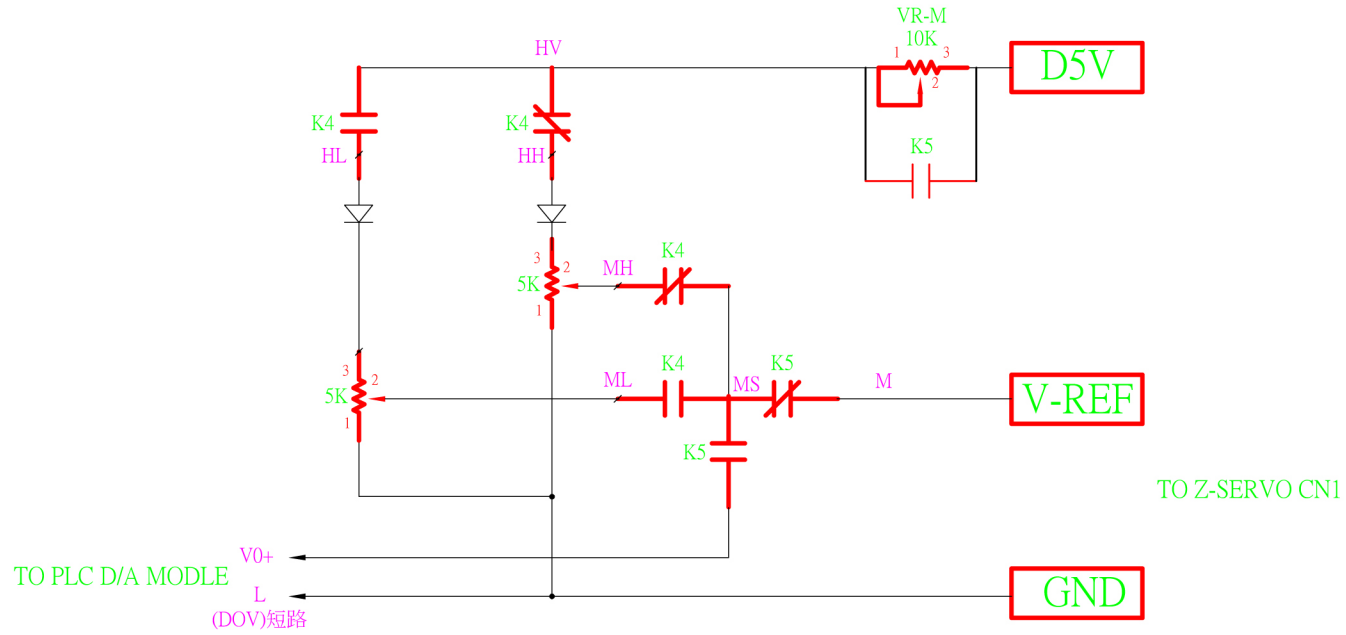 VR-M
10K
HV
1
3
2
D5V
K4
K4
K5
HL
HH
K4
3
2
MH
5K
1
K4
K5
3
2
ML
MS
M
5K
V-REF
1
K5
TO Z-SERVO CN1
V0+
TO PLC D/A MODLE
L
GND
(DOV)短路